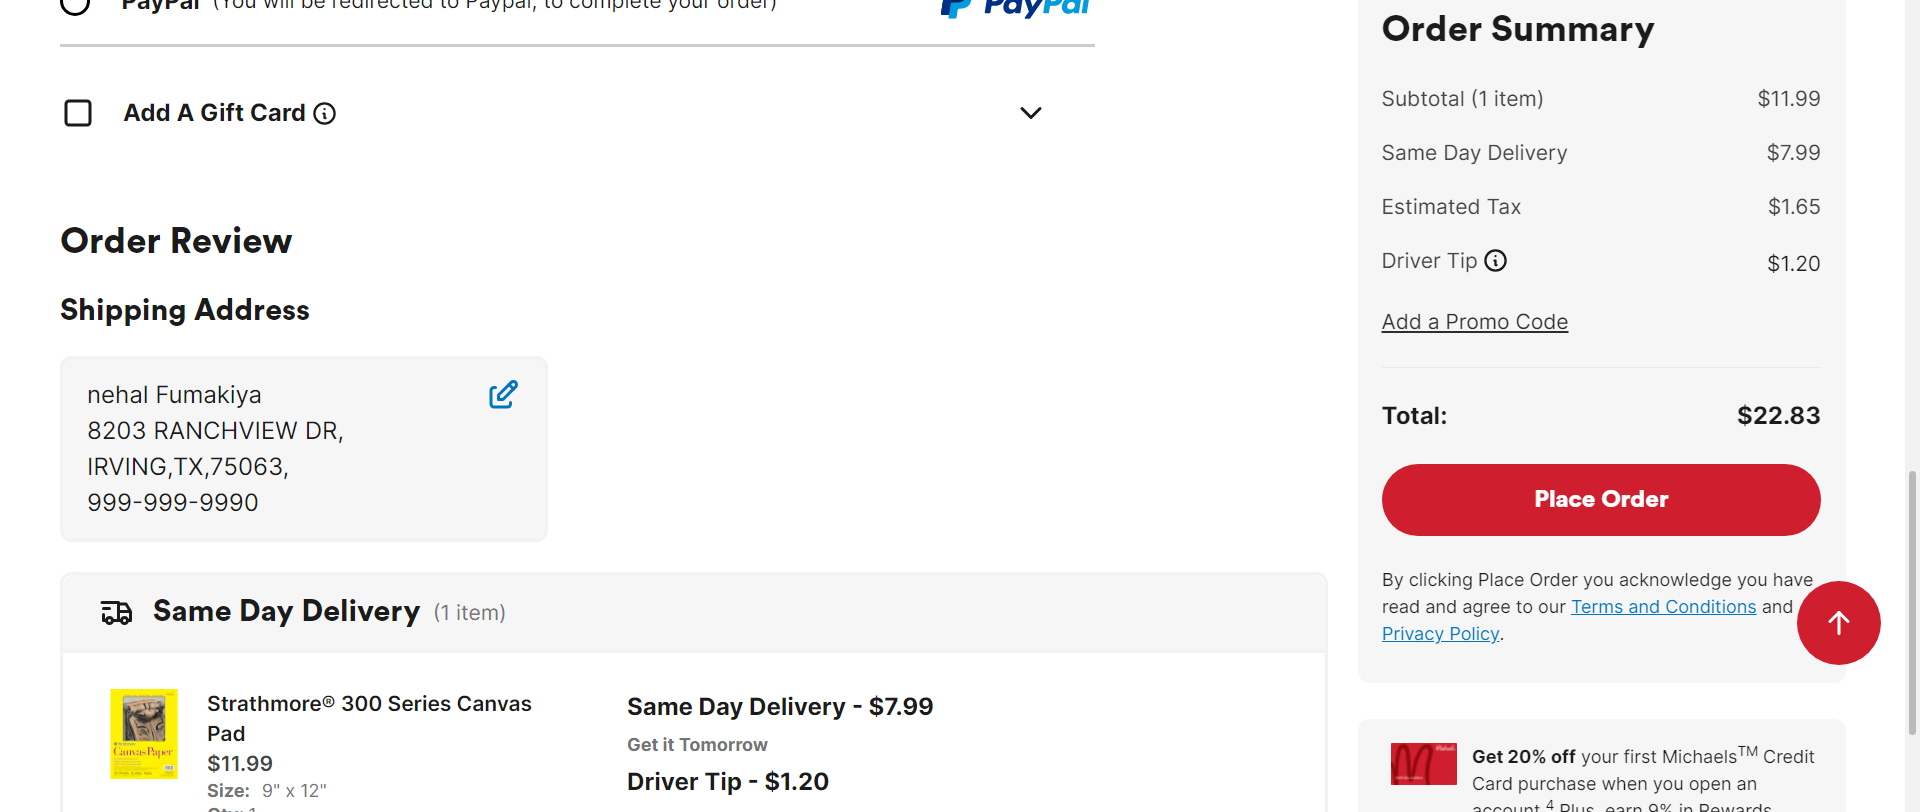 PayPal (You will be redirected to Paypal, to complete your order)
PayPal
Add A Gift Card
Order Review
Shipping Address
nehal Fumakiya
8203 RANCHVIEW DR,
IRVING,TX,75063,
999-999-9990
Same Day Delivery (1 item)
Strathmore® 300 Series Canvas
Pad
$11.99
Size: 9" x 12"
Qty: 1
Canvas Paper
Same Day Delivery - $7.99
Get it Tomorrow
Driver Tip - $1.20
Order Summary
Subtotal (1 item) $11.99
Same Day Delivery $7.99
Estimated Tax $1.65
Driver Tip $1.20
Add a Promo Code
Total: $22.83
Place Order
By clicking Place Order you acknowledge you have
read and agree to our Terms and Conditions and
Privacy Policy.
Get 20% off your first Michaels™ Credit
Card purchase when you open an
account.4 Plus, earn 9% in Rewards